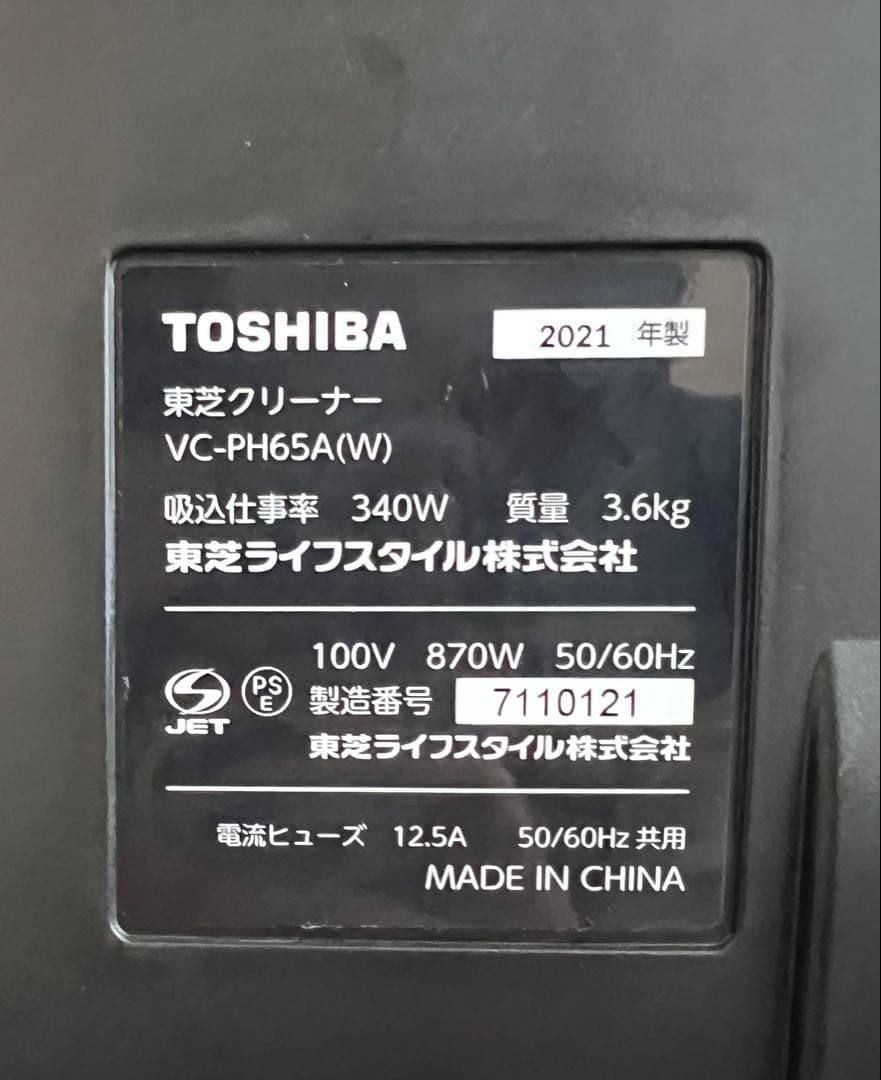 TOSHIBA 2021 年製
東芝クリーナー
VC-PH65A(W)
吸込仕事率 340W 質量 3.6kg
東芝ライフスタイル株式会社
100V 870W 50/60Hz
JET PSE 製造番号 7110121
東芝ライフスタイル株式会社
電流ヒューズ 12.5A 50/60Hz 共用
MADE IN CHINA